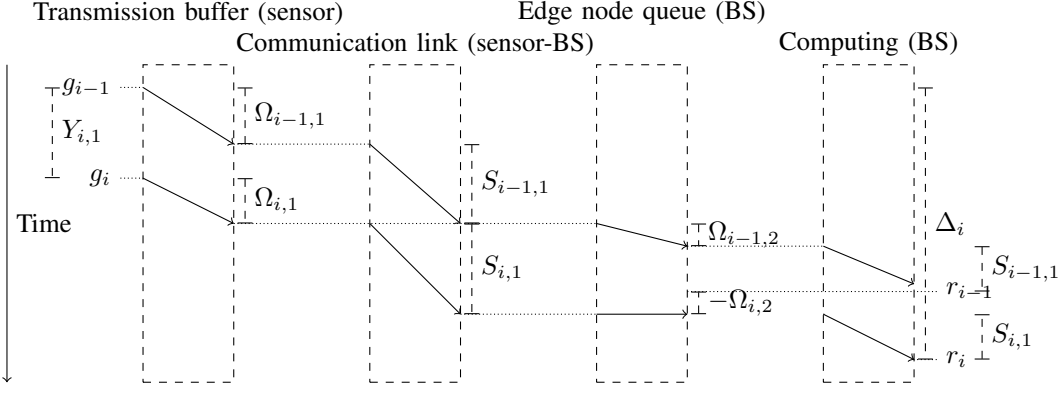 Transmission buffer (sensor)
Edge node queue (BS)
Communication link (sensor-BS)
Computing (BS)
g_{i−1}
Ω_{i−1,1}
Y_{i,1}
S_{i−1,1}
g_i
Ω_{i,1}
Time
Ω_{i−1,2}
Δ_i
S_{i,1}
S_{i−1,1}
r_{i−1}
−Ω_{i,2}
S_{i,1}
r_i